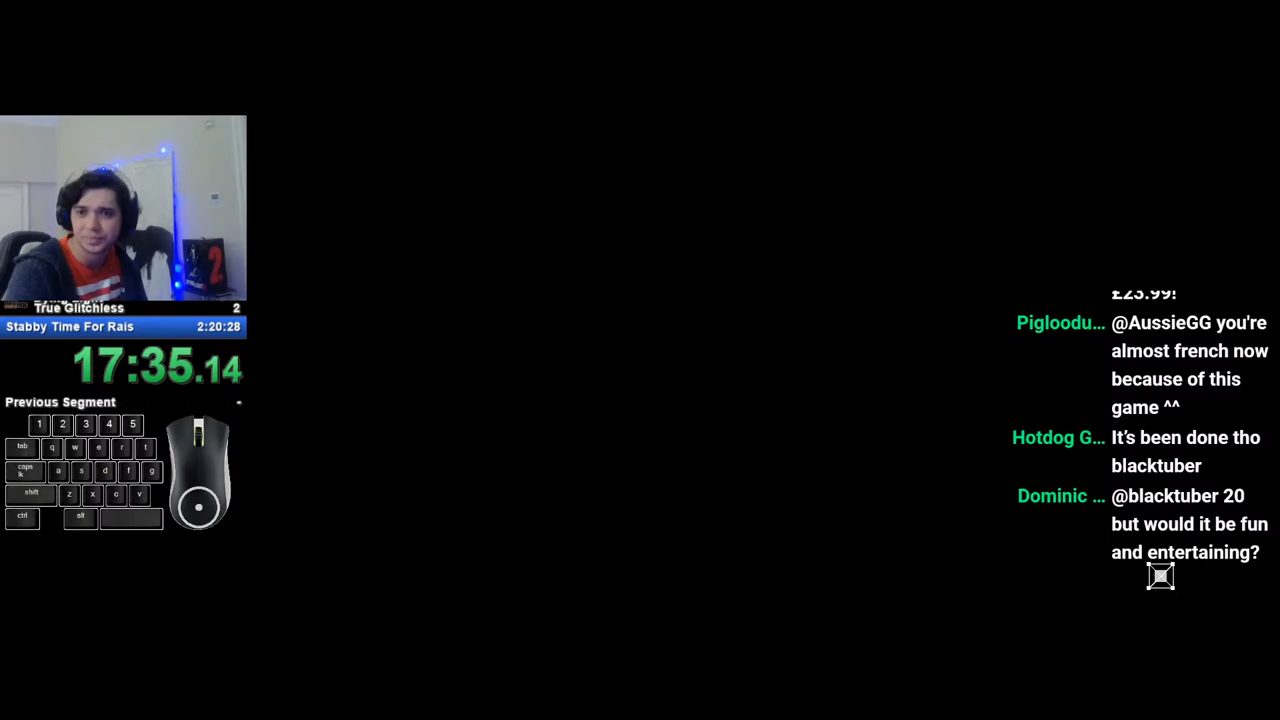 True Glitchless 2
Stabby Time For Rais 2:20:28
17:35.14
Previous Segment -
1 2 3 4 5
tab q w e r t
caps lk a s d f g
shift z x c v
ctrl alt
2
£23.99!
Pigloodu… @AussieGG you're
almost french now
because of this
game ^^
Hotdog G… It’s been done tho
blacktuber
Dominic … @blacktuber 20
but would it be fun
and entertaining?